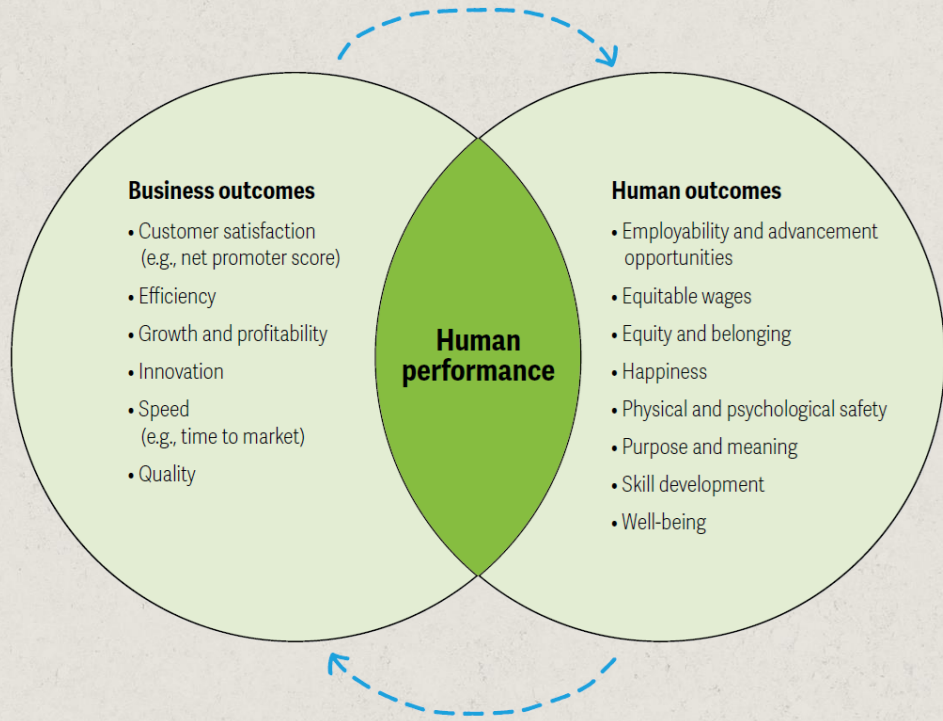 Business outcomes
• Customer satisfaction
(e.g., net promoter score)
• Efficiency
• Growth and profitability
• Innovation
• Speed
(e.g., time to market)
• Quality
Human
performance
Human outcomes
• Employability and advancement
opportunities
• Equitable wages
• Equity and belonging
• Happiness
• Physical and psychological safety
• Purpose and meaning
• Skill development
• Well-being